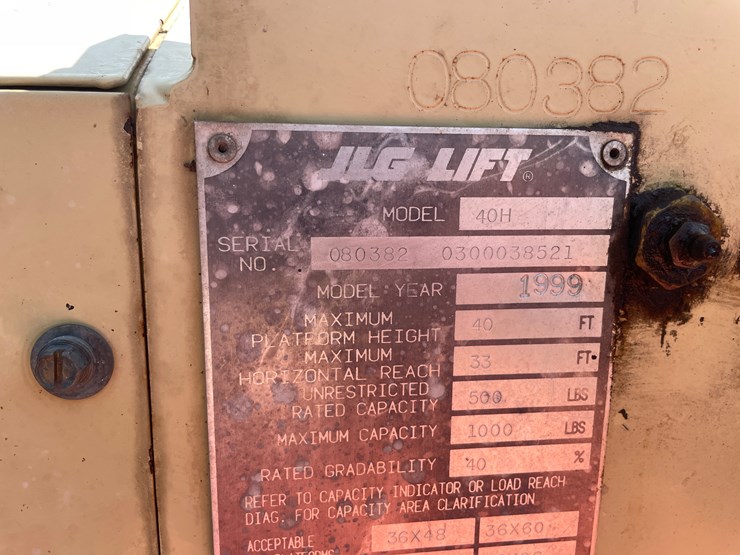 080382
JLG LIFT®
MODEL 40H
SERIAL NO. 080382 0300038521
MODEL YEAR 1999
MAXIMUM PLATFORM HEIGHT 40 FT
MAXIMUM HORIZONTAL REACH 33 FT
UNRESTRICTED RATED CAPACITY 500 LBS
MAXIMUM CAPACITY 1000 LBS
RATED GRADABILITY 40 %
REFER TO CAPACITY INDICATOR OR LOAD REACH
DIAG. FOR CAPACITY AREA CLARIFICATION
ACCEPTABLE 36X48 36X60